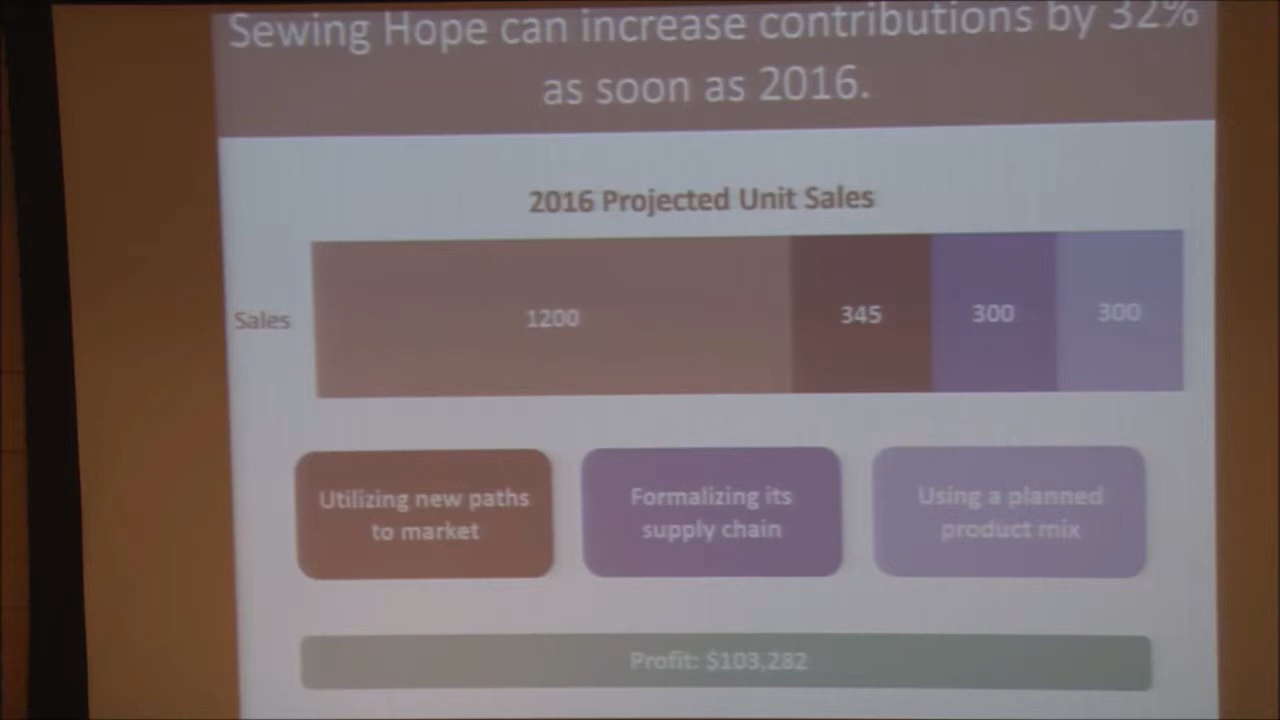 Sewing Hope can increase contributions by 32%
as soon as 2016.
2016 Projected Unit Sales
Sales
1200
345
300
300
Utilizing new paths
to market
Formalizing its
supply chain
Using a planned
product mix
Profit: $103,282